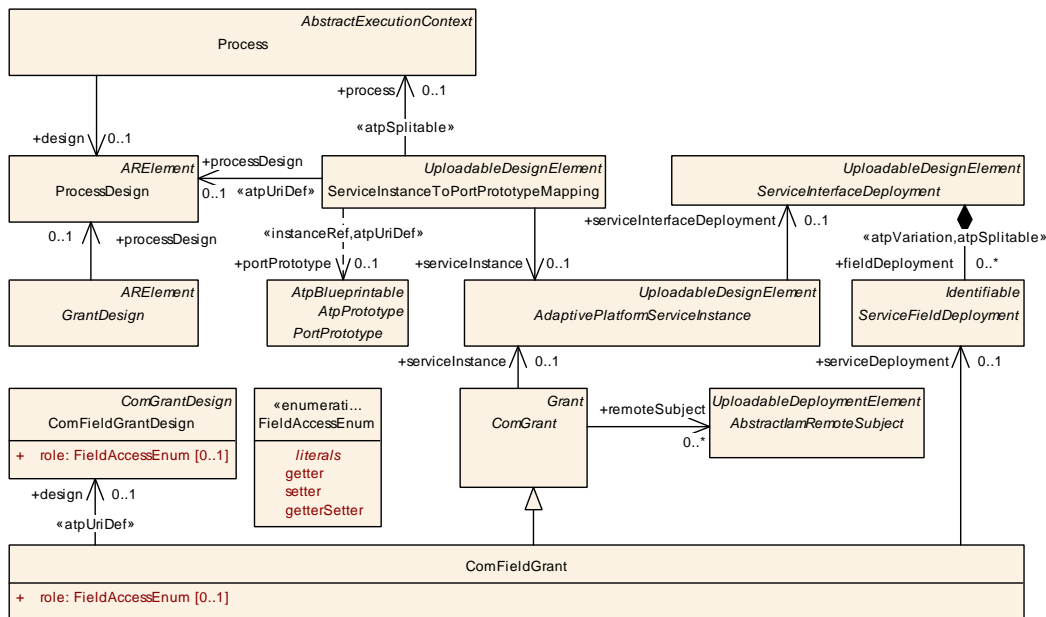 AbstractExecutionContext
Process
+process
0..1
«atpSplitable»
+design
0..1
ARElement
ProcessDesign
+processDesign
0..1
«atpUriDef»
UploadableDesignElement
ServiceInstanceToPortPrototypeMapping
UploadableDesignElement
ServiceInterfaceDeployment
0..1
+processDesign
«instanceRef,atpUriDef»
+portPrototype
0..1
+serviceInstance
0..1
+serviceInterfaceDeployment
0..1
«atpVariation,atpSplitable»
+fieldDeployment
0..*
ARElement
GrantDesign
AtpBlueprintable
AtpPrototype
PortPrototype
UploadableDesignElement
AdaptivePlatformServiceInstance
Identifiable
ServiceFieldDeployment
+serviceInstance
0..1
+serviceDeployment
0..1
ComGrantDesign
ComFieldGrantDesign
+ role: FieldAccessEnum [0..1]
«enumerati...
FieldAccessEnum
literals
getter
setter
getterSetter
Grant
ComGrant
+remoteSubject
0..*
UploadableDeploymentElement
AbstractIamRemoteSubject
+design
0..1
«atpUriDef»
ComFieldGrant
+ role: FieldAccessEnum [0..1]